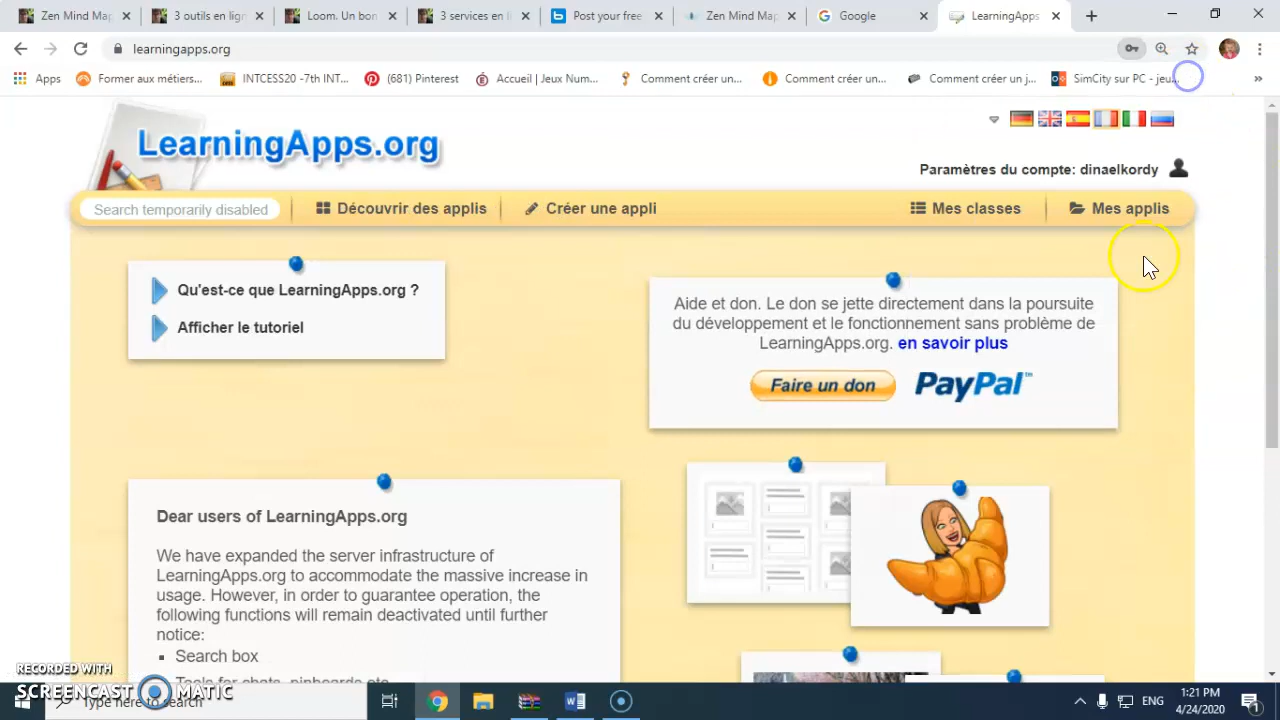 Zen Mind Ma
3 outils en lign
Loom. Un bon
3 services en l
Post your free
Zen Mind Map
Google
LearningApps
learningapps.org
Apps
Former aux métiers...
INTCESS20 -7th INT...
(681) Pinterest
Accueil | Jeux Num...
Comment créer un...
Comment créer un...
Comment créer un j...
SimCity sur PC - jeu...
LearningApps.org
Paramètres du compte: dinaelkordy
Search temporarily disabled
Découvrir des applis
Créer une appli
Mes classes
Mes applis
Qu'est-ce que LearningApps.org ?
Afficher le tutoriel
Aide et don. Le don se jette directement dans la poursuite
du développement et le fonctionnement sans problème de
LearningApps.org. en savoir plus
Faire un don
PayPal™
Dear users of LearningApps.org
We have expanded the server infrastructure of
LearningApps.org to accommodate the massive increase in
usage. However, in order to guarantee operation, the
following functions will remain deactivated until further
notice:
Search box
Tools for chats, pinboards etc
RECORDED WITH
SCREENCAST MATIC
Type here to search
ENG
1:21 PM
4/24/2020